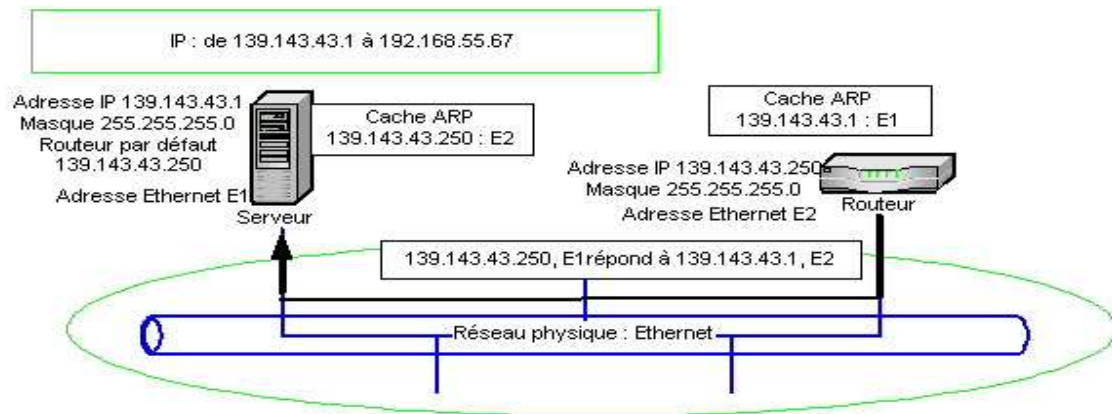 IP : de 139.143.43.1 à 192.168.55.67
Adresse IP 139.143.43.1
Masque 255.255.255.0
Routeur par défaut
139.143.43.250
Adresse Ethernet E1
Serveur
Cache ARP
139.143.43.250 : E2
Cache ARP
139.143.43.1 : E1
Adresse IP 139.143.43.250
Masque 255.255.255.0
Adresse Ethernet E2
Routeur
139.143.43.250, E1répond à 139.143.43.1, E2
Réseau physique : Ethernet